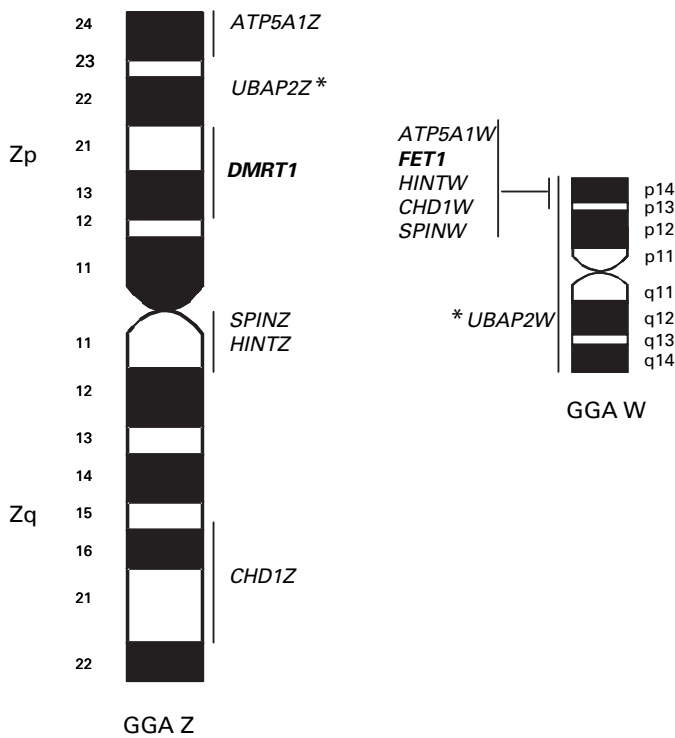 24
ATP5A1Z
23
22
UBAP2Z*
Zp
21
DMRT1
13
12
11
11
SPINZ
HINTZ
12
13
14
Zq
15
16
CHD1Z
21
22
GGA Z
ATP5A1W
FET1
HINTW
CHD1W
SPINW
p14
p13
p12
p11
q11
*UBAP2W
q12
q13
q14
GGA W